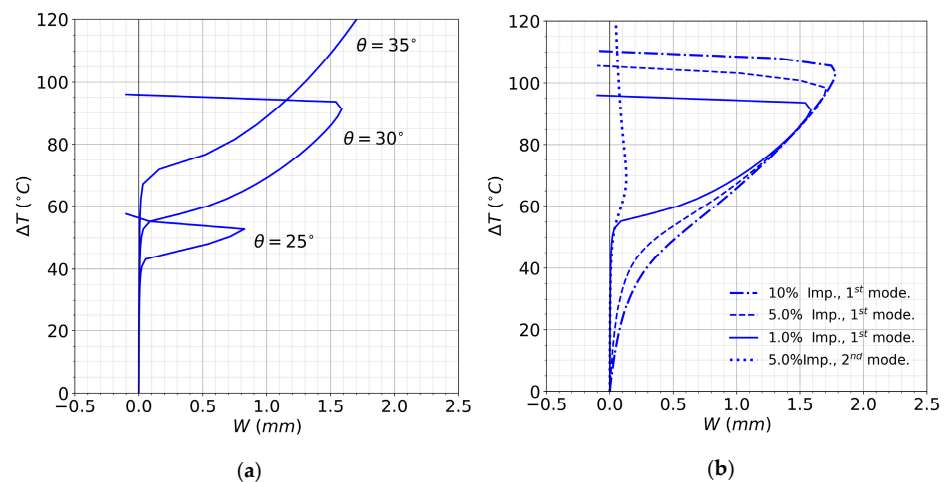 120
100
80
60
40
20
0
ΔT (°C)
θ = 35°
θ = 30°
θ = 25°
−0.5 0.0 0.5 1.0 1.5 2.0 2.5
W (mm)
(a)
120
100
80
60
40
20
0
ΔT (°C)
10% Imp., 1st mode.
5.0% Imp., 1st mode.
1.0% Imp., 1st mode.
5.0%Imp., 2nd mode.
−0.5 0.0 0.5 1.0 1.5 2.0 2.5
W (mm)
(b)